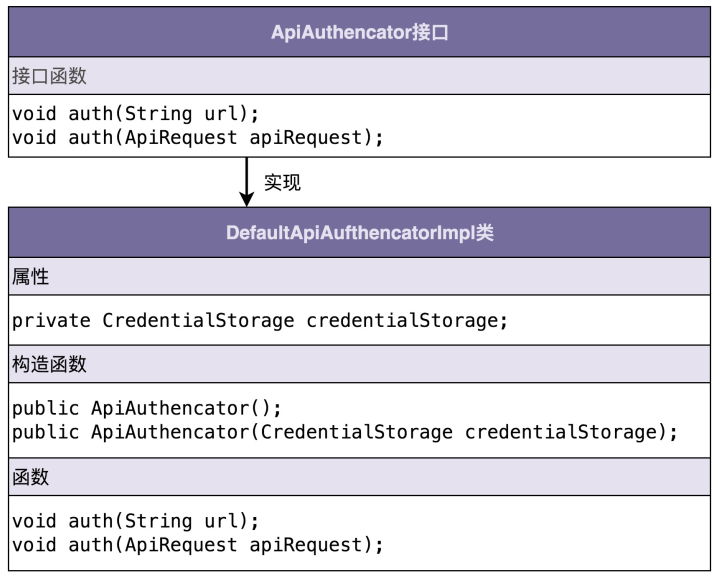 ApiAuthencator接口
接口函数
void auth(String url);
void auth(ApiRequest apiRequest);
实现
DefaultApiAufthencatorImpl类
属性
private CredentialStorage credentialStorage;
构造函数
public ApiAuthencator();
public ApiAuthencator(CredentialStorage credentialStorage);
函数
void auth(String url);
void auth(ApiRequest apiRequest);